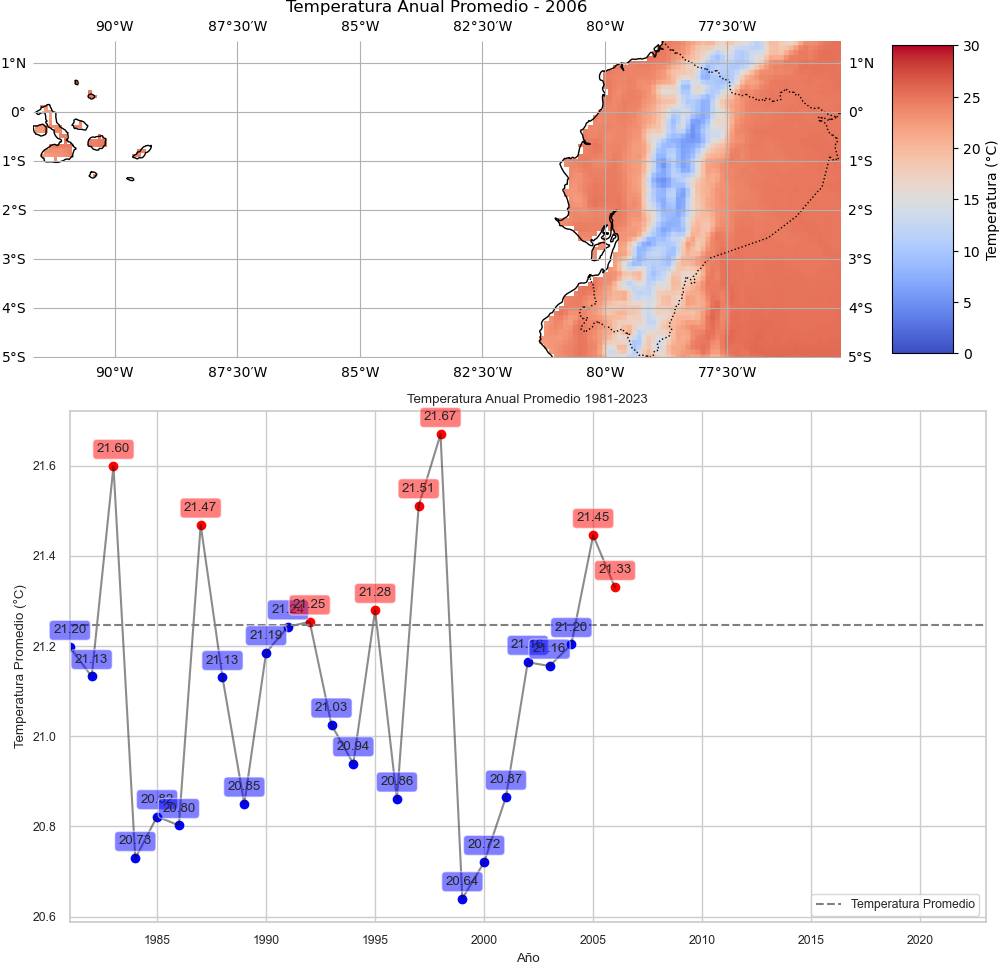 Temperatura Anual Promedio - 2006
90°W 87°30′W 85°W 82°30′W 80°W 77°30′W
1°N 1°N
0° 0°
1°S 1°S
2°S 2°S
3°S 3°S
4°S 4°S
5°S 5°S
90°W 87°30′W 85°W 82°30′W 80°W 77°30′W
30
25
20
15
10
5
0
Temperatura (°C)
Temperatura Anual Promedio 1981-2023
Temperatura Promedio (°C)
21.6
21.4
21.2
21.0
20.8
20.6
21.20
21.13
21.60
20.73
20.80
21.47
21.13
20.85
21.19
21.25
21.03
20.94
21.28
20.86
21.51
21.67
20.64
20.72
20.87
21.16
21.20
21.45
21.33
Temperatura Promedio
1985 1990 1995 2000 2005 2010 2015 2020
Año